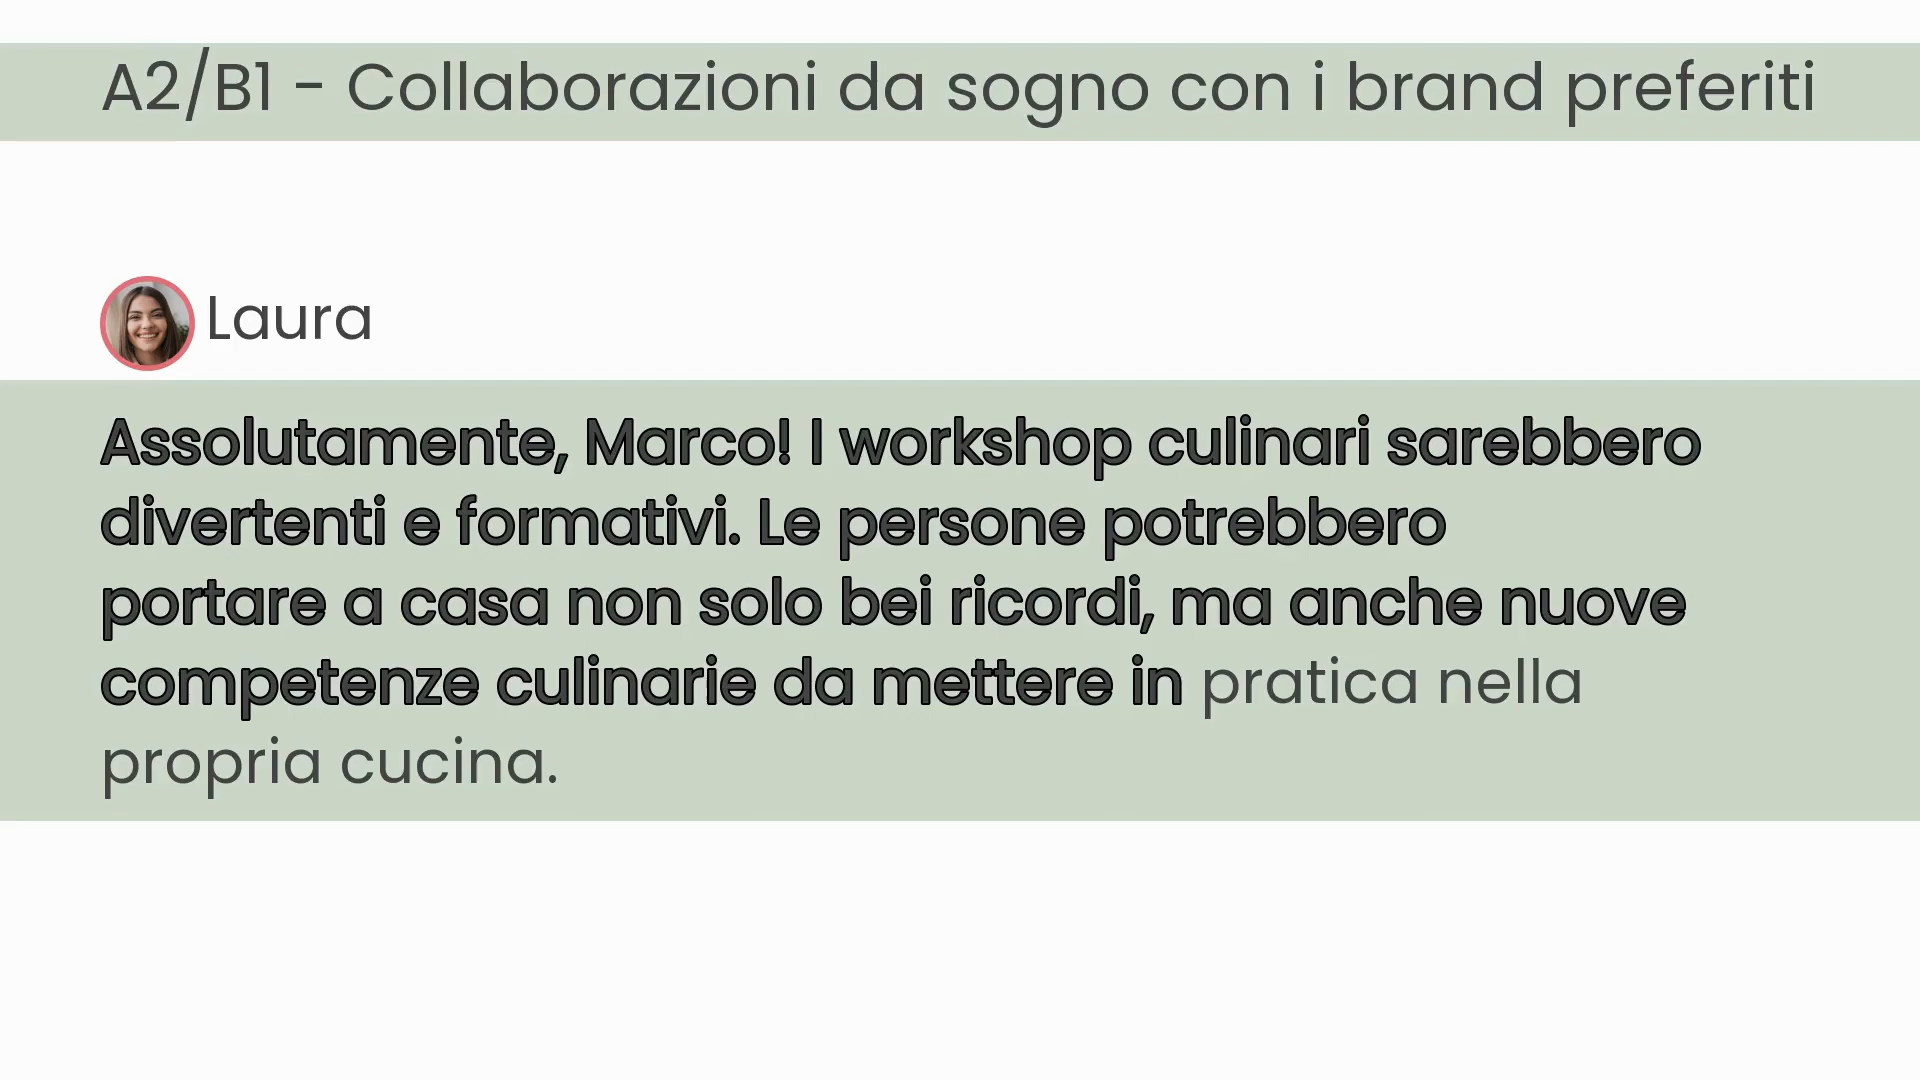 A2/B1 - Collaborazioni da sogno con i brand preferiti
Laura
Assolutamente, Marco! I workshop culinari sarebbero
divertenti e formativi. Le persone potrebbero
portare a casa non solo bei ricordi, ma anche nuove
competenze culinarie da mettere in pratica nella
propria cucina.